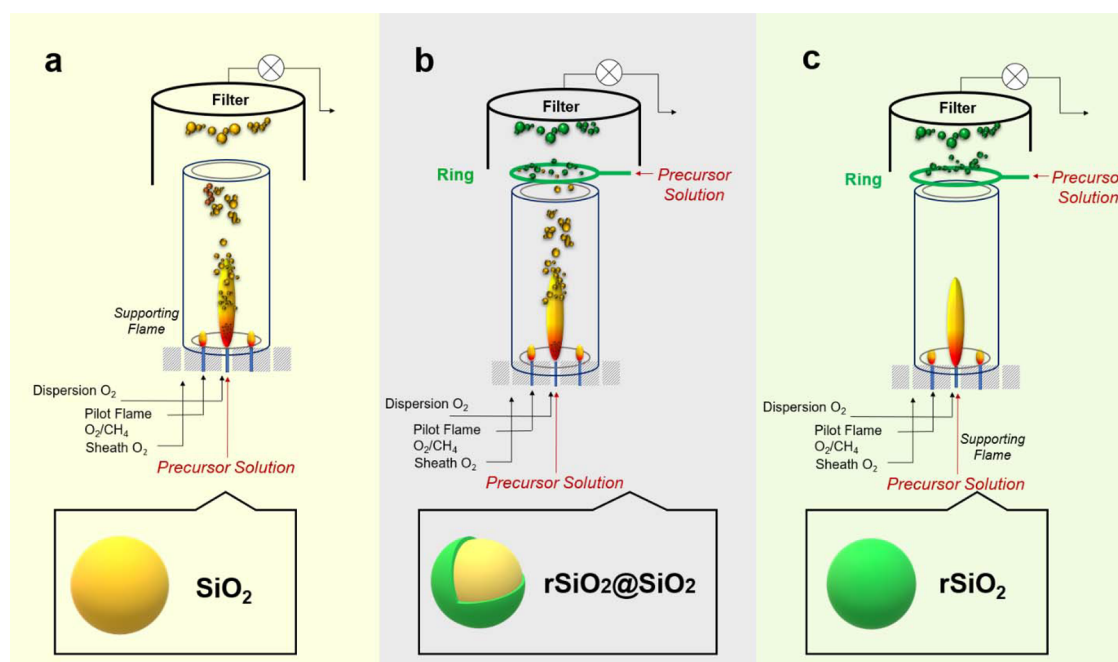 a
Filter
Supporting
Flame
Dispersion O₂
Pilot Flame
O₂/CH₄
Sheath O₂
Precursor Solution
SiO₂
b
Filter
Ring
Precursor
Solution
Dispersion O₂
Pilot Flame
O₂/CH₄
Sheath O₂
Precursor Solution
rSiO₂@SiO₂
c
Filter
Ring
Precursor
Solution
Dispersion O₂
Pilot Flame
O₂/CH₄
Sheath O₂
Supporting
Flame
Precursor Solution
rSiO₂